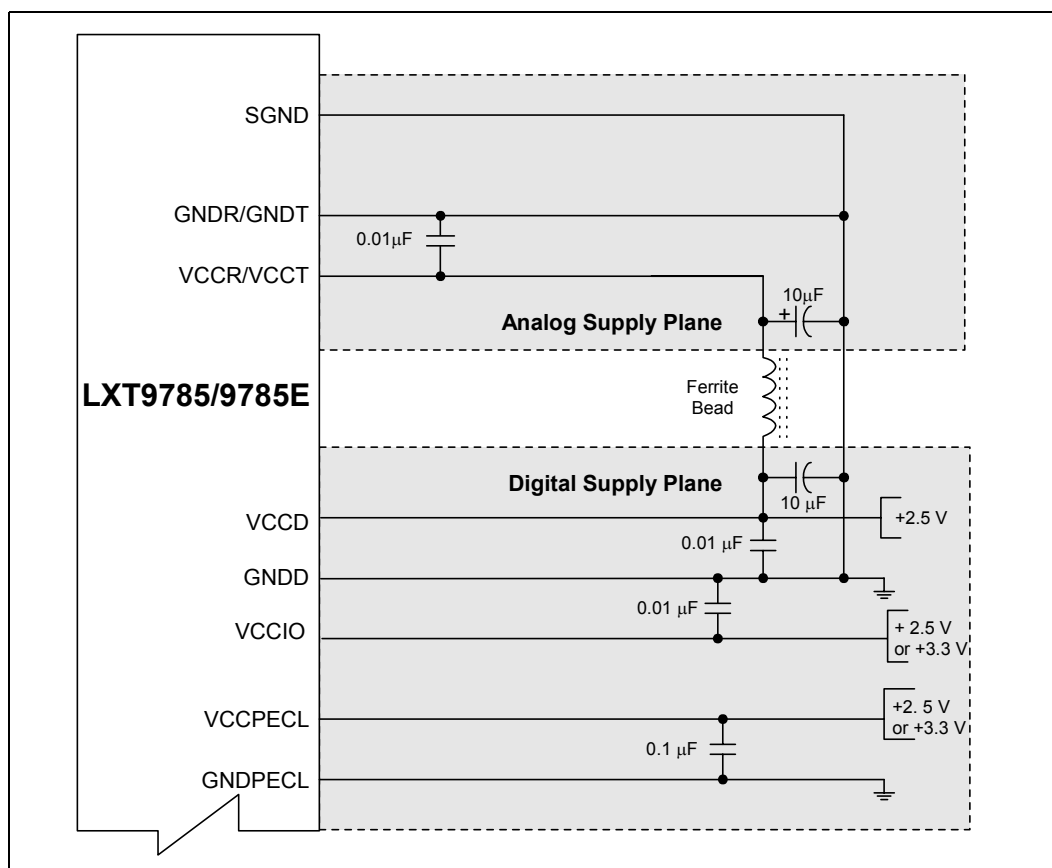 SGND
GNDR/GNDT
0.01μF
VCCR/VCCT
10μF
+
Analog Supply Plane
LXT9785/9785E
Ferrite
Bead
Digital Supply Plane
10 μF
VCCD
+2.5 V
0.01 μF
GNDD
0.01 μF
VCCIO
+ 2.5 V
or +3.3 V
VCCPECL
+2. 5 V
or +3.3 V
0.1 μF
GNDPECL